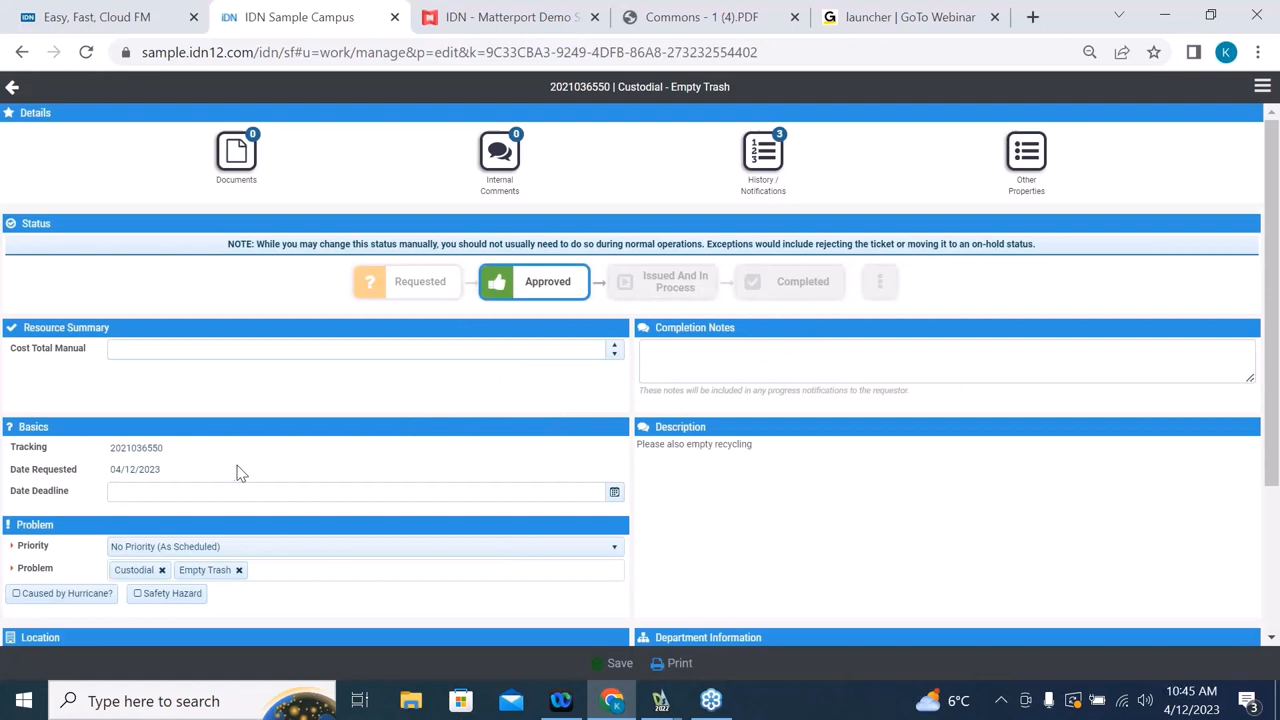 Easy, Fast, Cloud FM
IDN Sample Campus
IDN - Matterport Demo S
Commons - 1 (4).PDF
launcher | GoTo Webinar
sample.idn12.com/idn/sf#u=work/manage&p=edit&k=9C33CBA3-9249-4DFB-86A8-273232554402
K
2021036550 | Custodial - Empty Trash
Details
0
0
3
Documents
Internal
Comments
History /
Notifications
Other
Properties
Status
NOTE: While you may change this status manually, you should not usually need to do so during normal operations. Exceptions would include rejecting the ticket or moving it to an on-hold status.
Requested
Approved
Issued And In
Process
Completed
Resource Summary
Cost Total Manual
Completion Notes
These notes will be included in any progress notifications to the requestor.
Basics
Tracking 2021036550
Date Requested 04/12/2023
Date Deadline
Description
Please also empty recycling
Problem
Priority No Priority (As Scheduled)
Problem Custodial Empty Trash
Caused by Hurricane? Safety Hazard
Location
Department Information
Save Print
Type here to search
2022
6°C
10:45 AM
4/12/2023
3